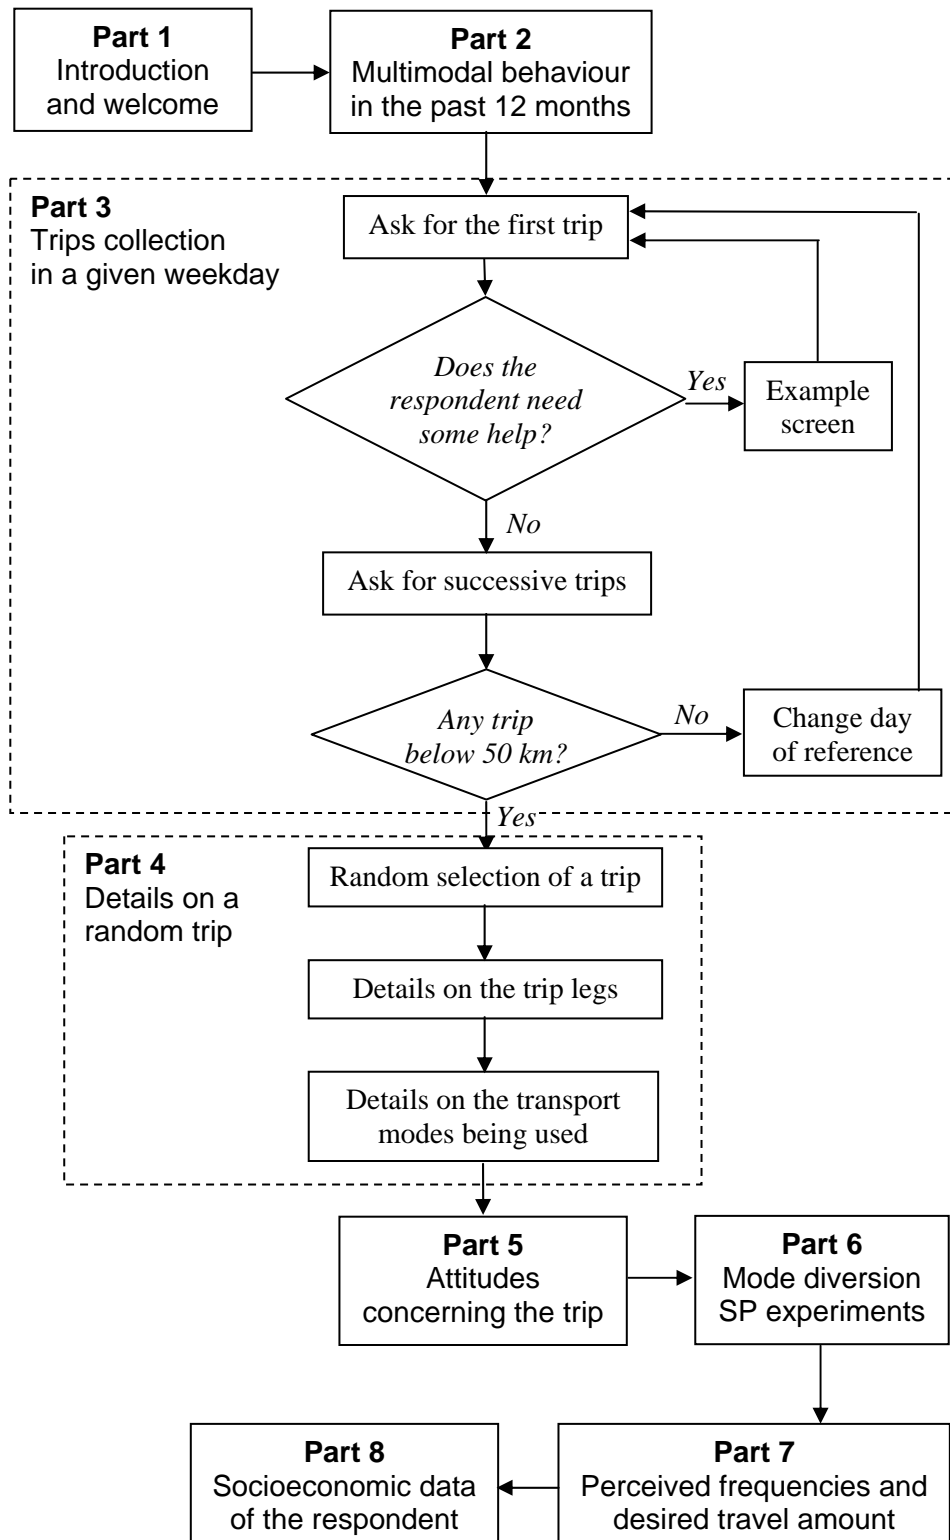 Part 1
Introduction
and welcome
Part 2
Multimodal behaviour
in the past 12 months
Part 3
Trips collection
in a given weekday
Ask for the first trip
Does the
respondent need
some help?
Yes
Example
screen
No
Ask for successive trips
Any trip
below 50 km?
No
Change day
of reference
Yes
Part 4
Details on a
random trip
Random selection of a trip
Details on the trip legs
Details on the transport
modes being used
Part 5
Attitudes
concerning the trip
Part 6
Mode diversion
SP experiments
Part 7
Perceived frequencies and
desired travel amount
Part 8
Socioeconomic data
of the respondent